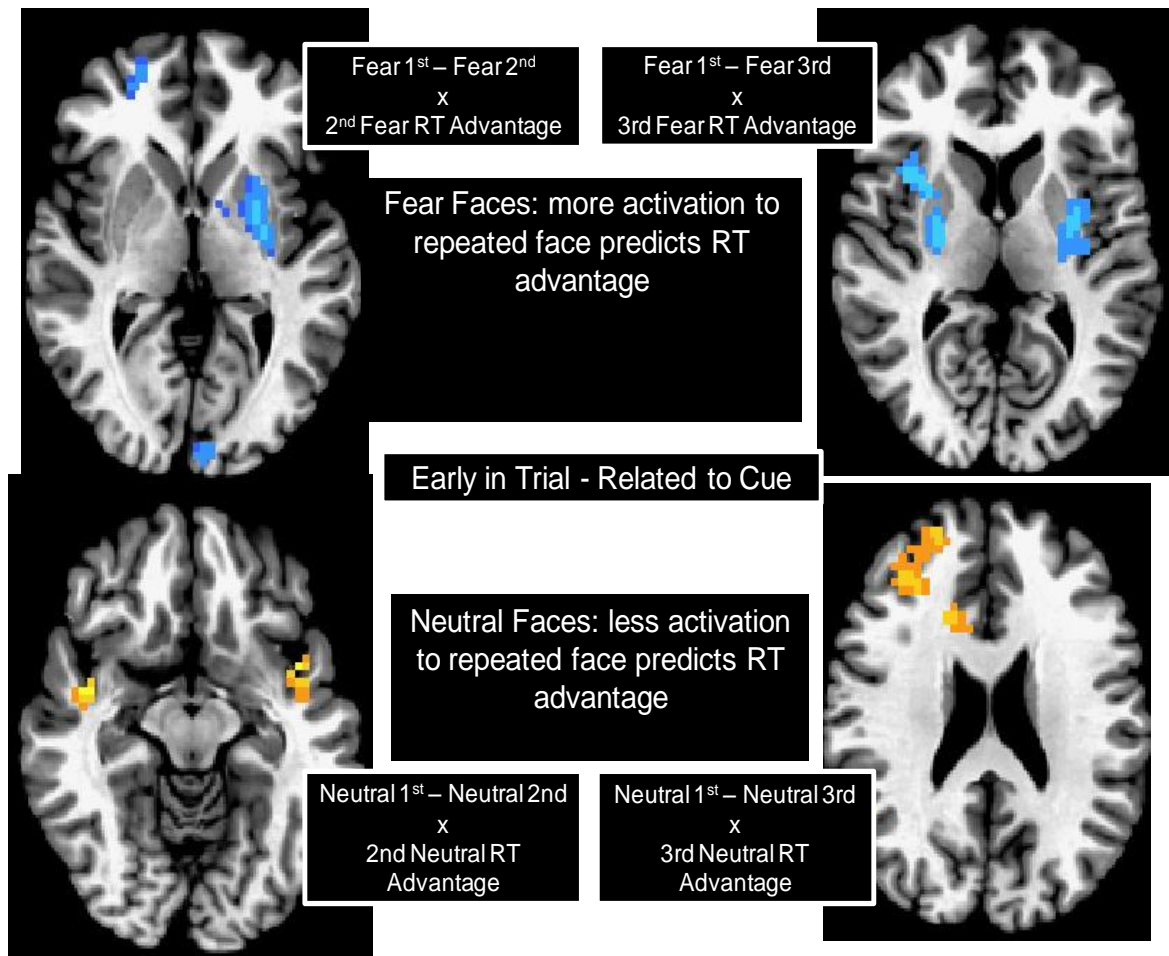 Fear 1st – Fear 2nd
x
2nd Fear RT Advantage
Fear 1st – Fear 3rd
x
3rd Fear RT Advantage
Fear Faces: more activation to
repeated face predicts RT
advantage
Early in Trial - Related to Cue
Neutral Faces: less activation
to repeated face predicts RT
advantage
Neutral 1st – Neutral 2nd
x
2nd Neutral RT
Advantage
Neutral 1st – Neutral 3rd
x
3rd Neutral RT
Advantage